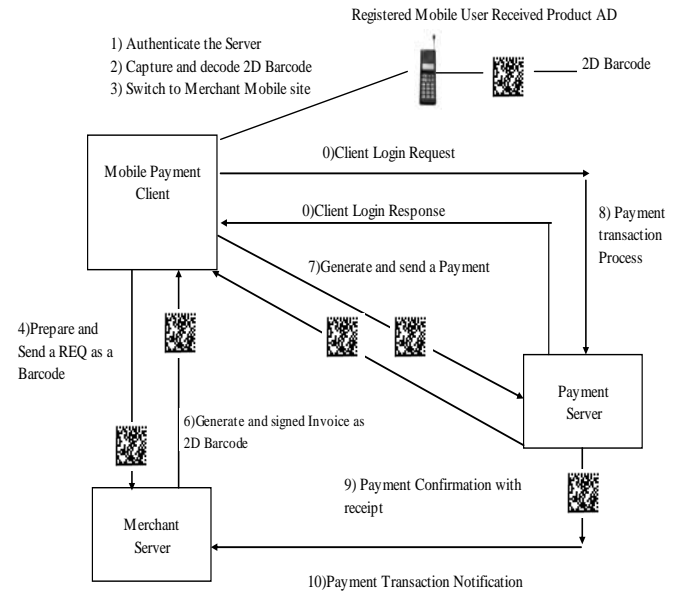 Registered Mobile User Received Product AD
1) Authenticate the Server
2) Capture and decode 2D Barcode
3) Switch to Merchant Mobile site
2D Barcode
Mobile Payment
Client
0)Client Login Request
0)Client Login Response
8) Payment
transaction
Process
7)Generate and send a Payment
4)Prepare and
Send a REQ as a
Barcode
6)Generate and signed Invoice as
2D Barcode
Payment
Server
9) Payment Confirmation with
receipt
Merchant
Server
10)Payment Transaction Notification